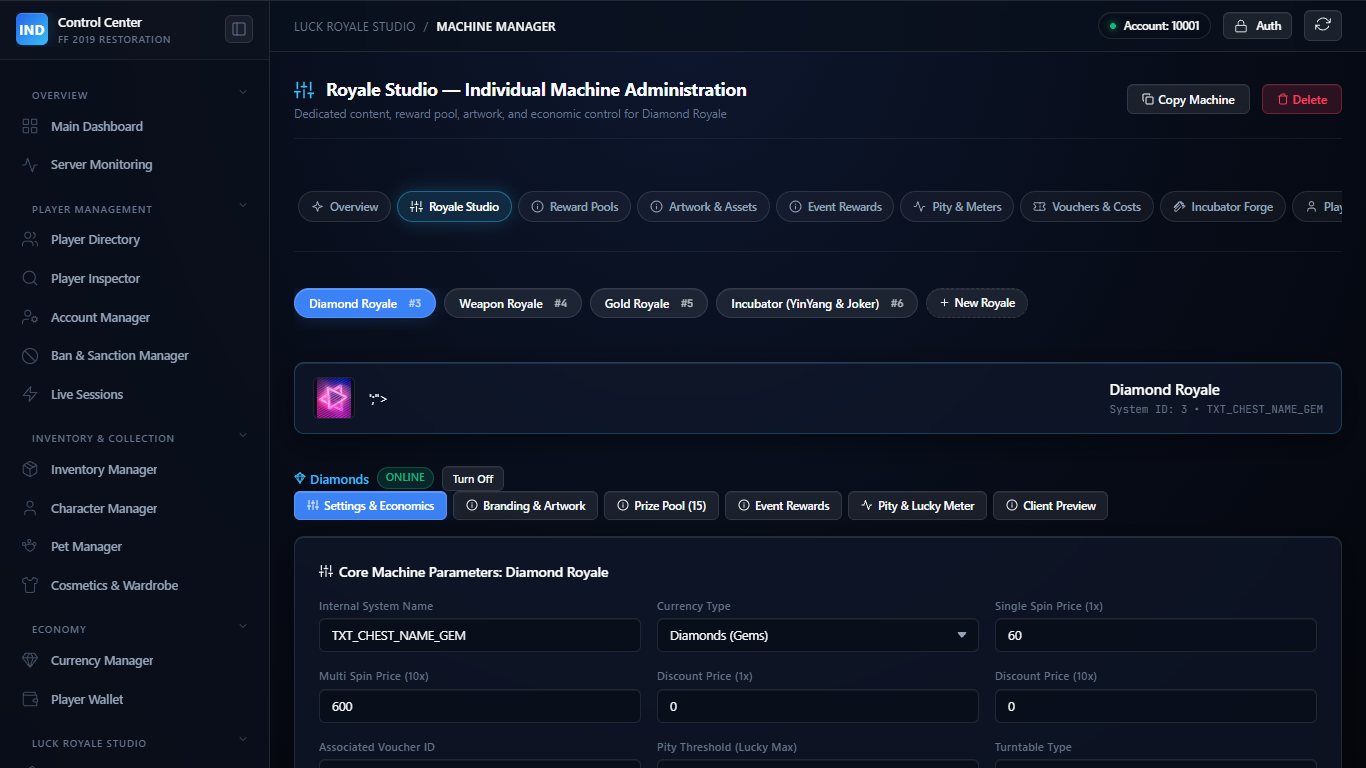 IND
Control Center
FF 2019 RESTORATION
LUCK ROYALE STUDIO / MACHINE MANAGER
Account: 10001
Auth
OVERVIEW
Main Dashboard
Server Monitoring
PLAYER MANAGEMENT
Player Directory
Player Inspector
Account Manager
Ban & Sanction Manager
Live Sessions
INVENTORY & COLLECTION
Inventory Manager
Character Manager
Pet Manager
Cosmetics & Wardrobe
ECONOMY
Currency Manager
Player Wallet
LUCK ROYALE STUDIO
Royale Studio — Individual Machine Administration
Dedicated content, reward pool, artwork, and economic control for Diamond Royale
Copy Machine
Delete
Overview
Royale Studio
Reward Pools
Artwork & Assets
Event Rewards
Pity & Meters
Vouchers & Costs
Incubator Forge
Play
Diamond Royale #3
Weapon Royale #4
Gold Royale #5
Incubator (YinYang & Joker) #6
+ New Royale
';">
Diamond Royale
System ID: 3 • TXT_CHEST_NAME_GEM
Diamonds
ONLINE
Turn Off
Settings & Economics
Branding & Artwork
Prize Pool (15)
Event Rewards
Pity & Lucky Meter
Client Preview
Core Machine Parameters: Diamond Royale
Internal System Name
TXT_CHEST_NAME_GEM
Currency Type
Diamonds (Gems)
Single Spin Price (1x)
60
Multi Spin Price (10x)
600
Discount Price (1x)
0
Discount Price (10x)
0
Associated Voucher ID
Pity Threshold (Lucky Max)
Turntable Type